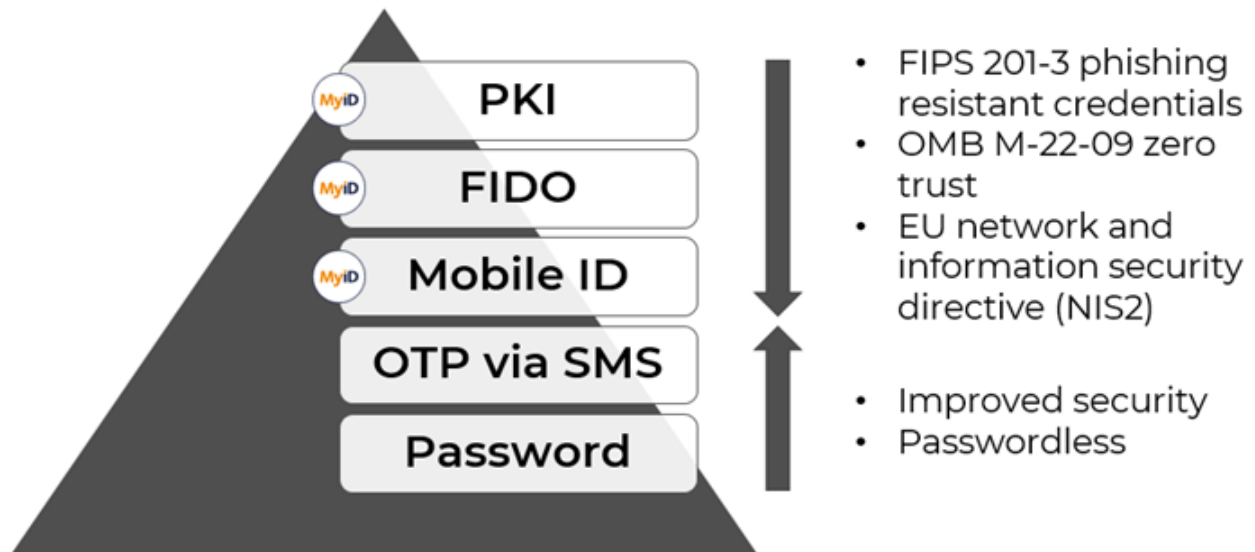 MyiD
PKI
MyiD
FIDO
MyiD
Mobile ID
OTP via SMS
Password
• FIPS 201-3 phishing
resistant credentials
• OMB M-22-09 zero
trust
• EU network and
information security
directive (NIS2)
• Improved security
• Passwordless